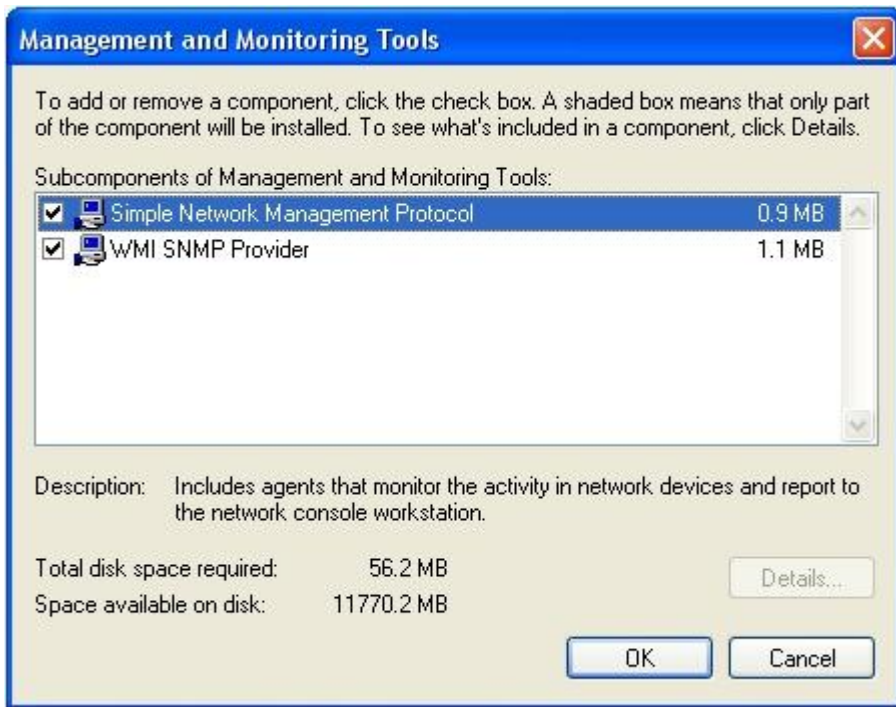 Management and Monitoring Tools
To add or remove a component, click the check box. A shaded box means that only part
of the component will be installed. To see what's included in a component, click Details.
Subcomponents of Management and Monitoring Tools:
Simple Network Management Protocol 0.9 MB
WMI SNMP Provider 1.1 MB
Description: Includes agents that monitor the activity in network devices and report to
the network console workstation.
Total disk space required: 56.2 MB
Space available on disk: 11770.2 MB
Details...
OK Cancel